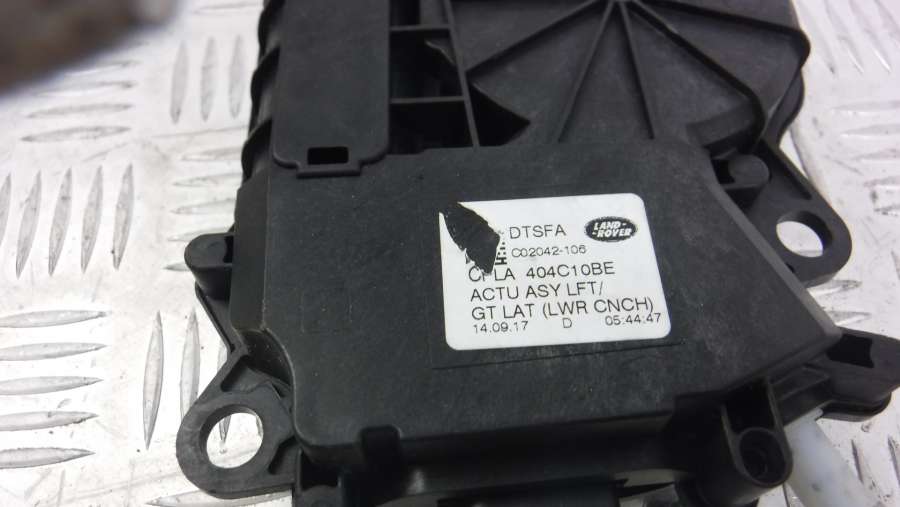 DTSFA LAND-ROVER
C02042-106
CPLA 404C10BE
ACTU ASY LFT/
GT LAT (LWR CNCH)
14.09.17 D 05:44:47